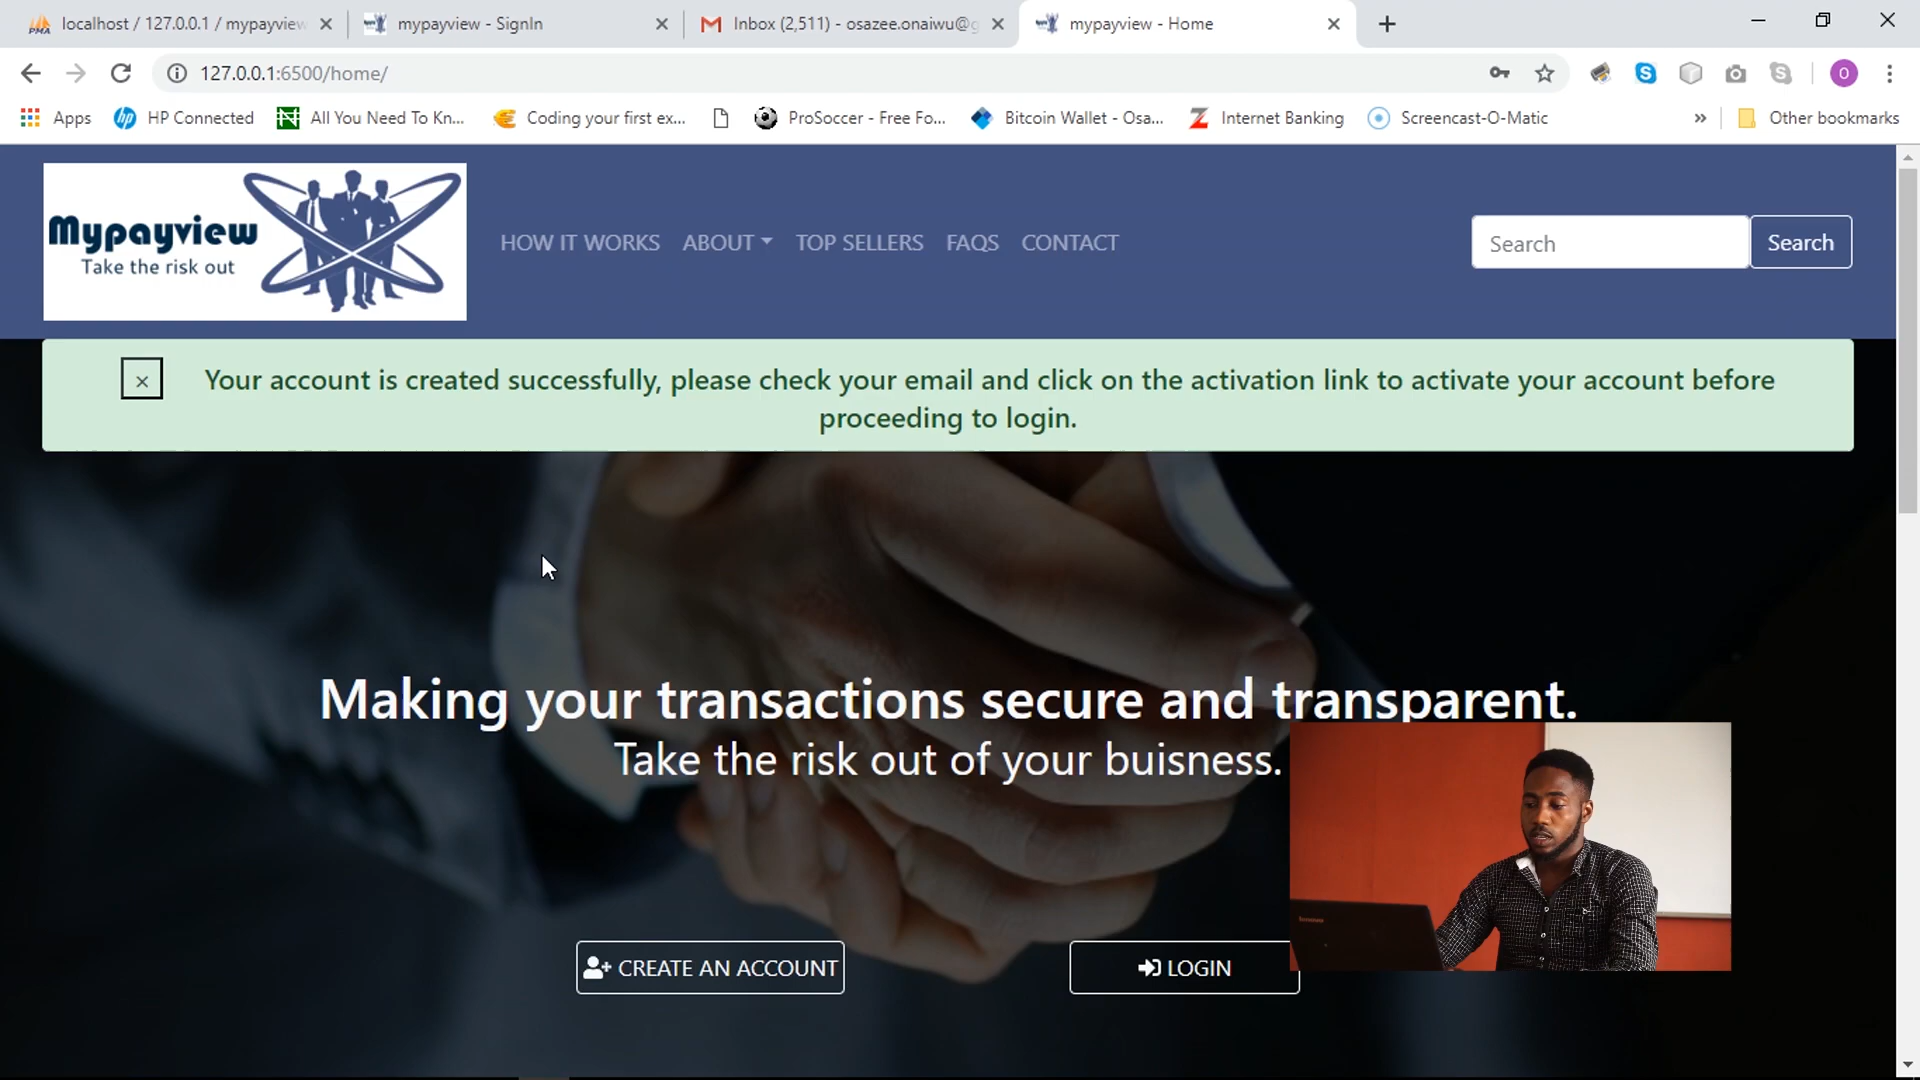 localhost / 127.0.0.1 / mypayview
mypayview - SignIn
Inbox (2,511) - osazee.onaiwu@g
mypayview - Home
127.0.0.1:6500/home/
O
Apps
HP Connected
All You Need To Kn...
Coding your first ex...
ProSoccer - Free Fo...
Bitcoin Wallet - Osa...
Internet Banking
Screencast-O-Matic
»
Other bookmarks
Mypayview
Take the risk out
HOW IT WORKS
ABOUT
TOP SELLERS
FAQS
CONTACT
Search
Search
× Your account is created successfully, please check your email and click on the activation link to activate your account before
proceeding to login.
Making your transactions secure and transparent.
Take the risk out of your buisness.
CREATE AN ACCOUNT
LOGIN